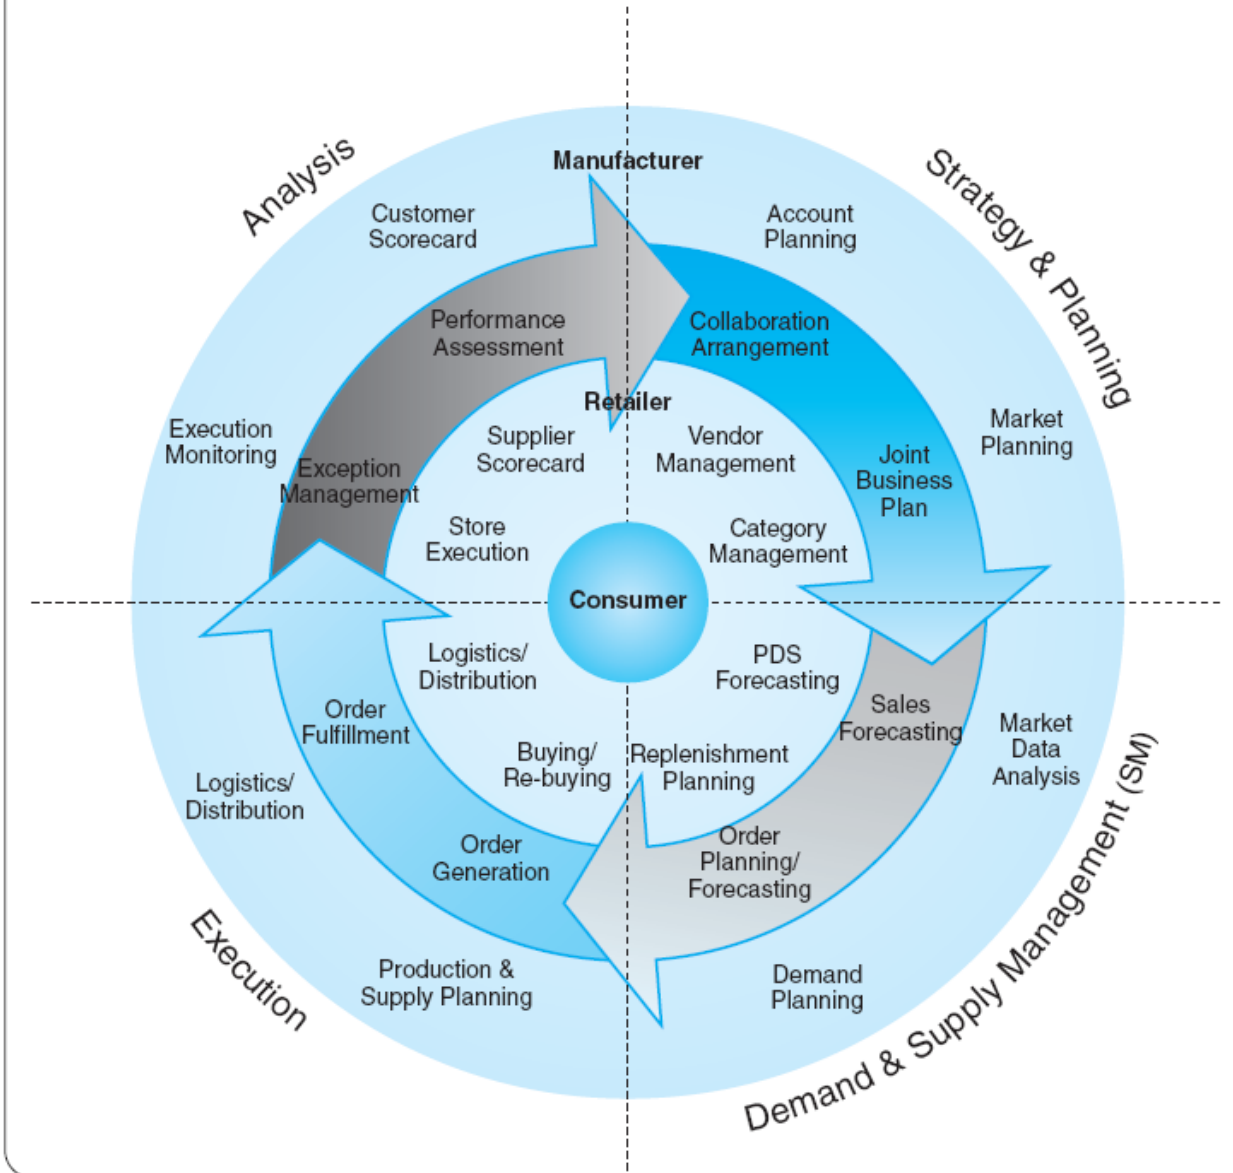 Analysis
Strategy & Planning
Manufacturer
Customer
Scorecard
Account
Planning
Performance
Assessment
Collaboration
Arrangement
Retailer
Execution
Monitoring
Exception
Management
Supplier
Scorecard
Vendor
Management
Joint
Business
Plan
Market
Planning
Store
Execution
Category
Management
Consumer
Logistics/
Distribution
PDS
Forecasting
Order
Fulfillment
Sales
Forecasting
Market
Data
Analysis
Logistics/
Distribution
Buying/
Re-buying
Replenishment
Planning
Order
Generation
Order
Planning/
Forecasting
Production &
Supply Planning
Demand
Planning
Execution
Demand & Supply Management (SM)